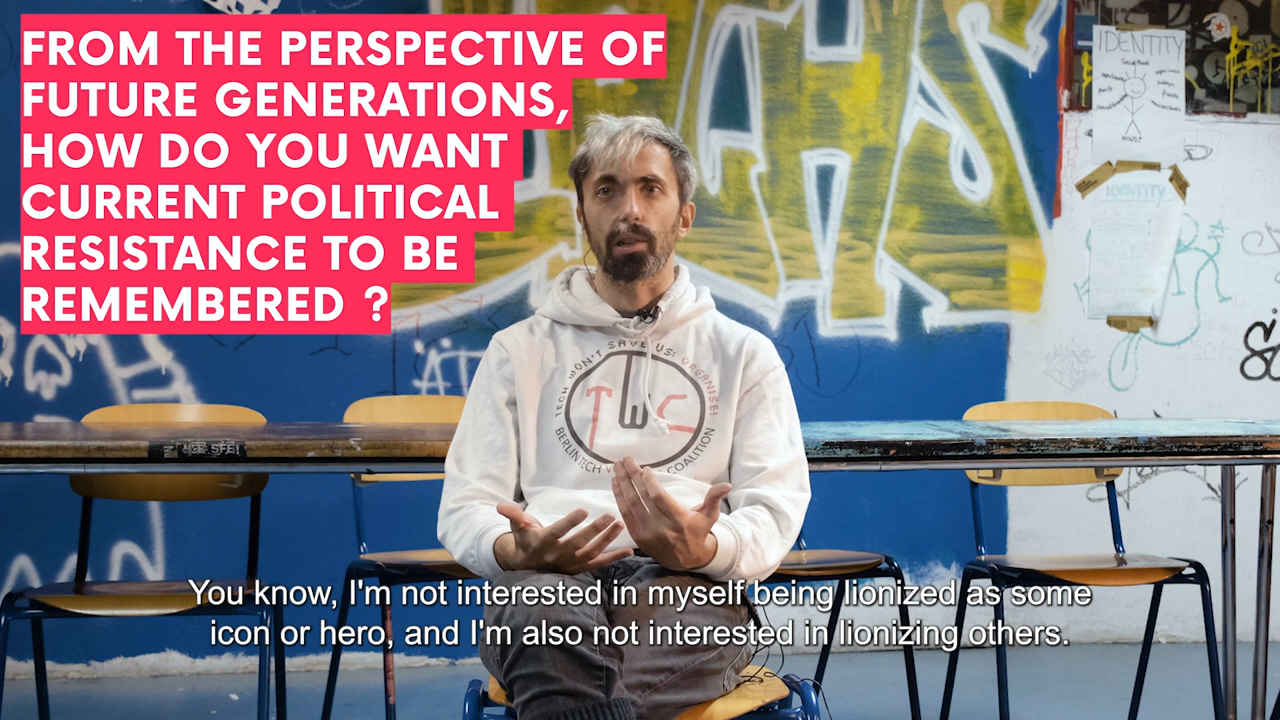 FROM THE PERSPECTIVE OF
FUTURE GENERATIONS,
HOW DO YOU WANT
CURRENT POLITICAL
RESISTANCE TO BE
REMEMBERED ?
IDENTITY
IDENTITY
TECH WON'T SAVE US: ORGANISE!
TWC
BERLIN TECH COALITION
You know, I'm not interested in myself being lionized as some
icon or hero, and I'm also not interested in lionizing others.